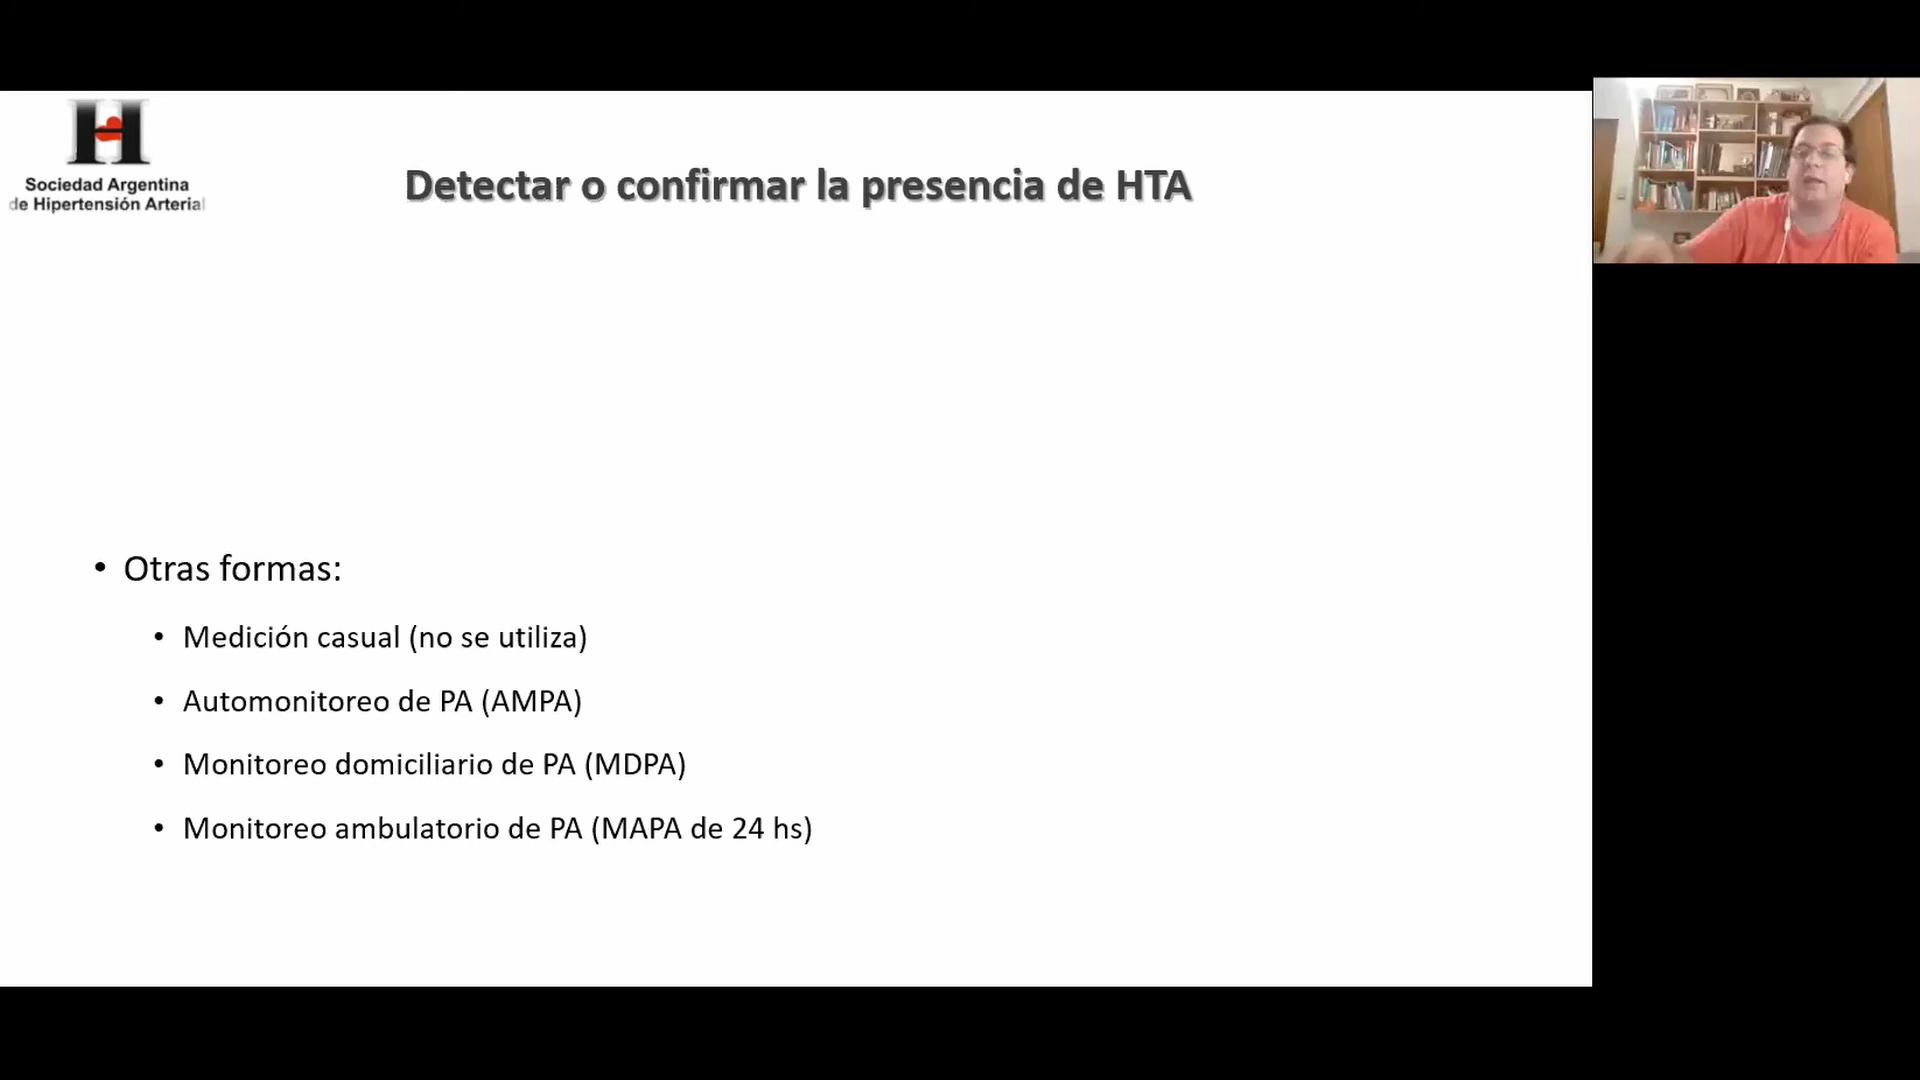 H
Sociedad Argentina
de Hipertensión Arterial
Detectar o confirmar la presencia de HTA
• Otras formas:
• Medición casual (no se utiliza)
• Automonitoreo de PA (AMPA)
• Monitoreo domiciliario de PA (MDPA)
• Monitoreo ambulatorio de PA (MAPA de 24 hs)